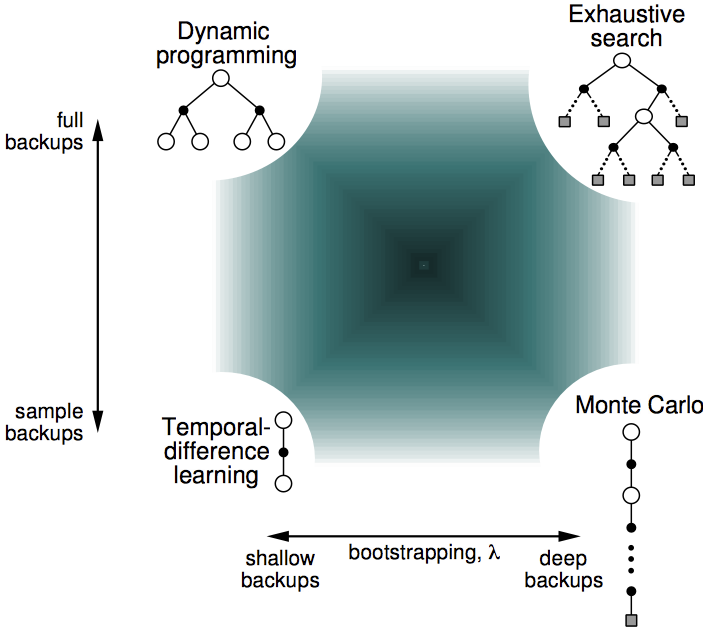 Dynamic
programming
Exhaustive
search
full
backups
sample
backups
Temporal-
difference
learning
Monte Carlo
bootstrapping, λ
shallow
backups
deep
backups